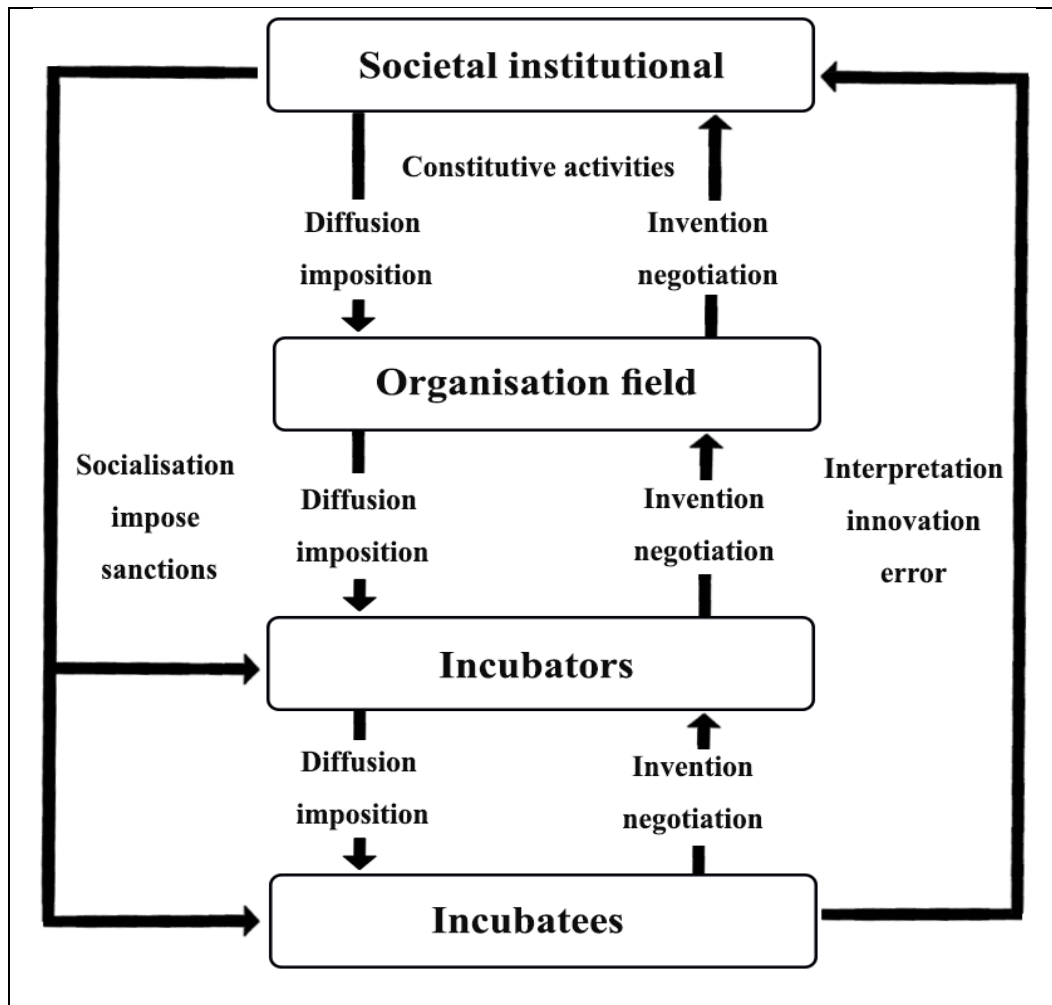 Societal institutional
Constitutive activities
Diffusion
imposition
Invention
negotiation
Organisation field
Socialisation
impose
sanctions
Diffusion
imposition
Invention
negotiation
Interpretation
innovation
error
Incubators
Diffusion
imposition
Invention
negotiation
Incubatees